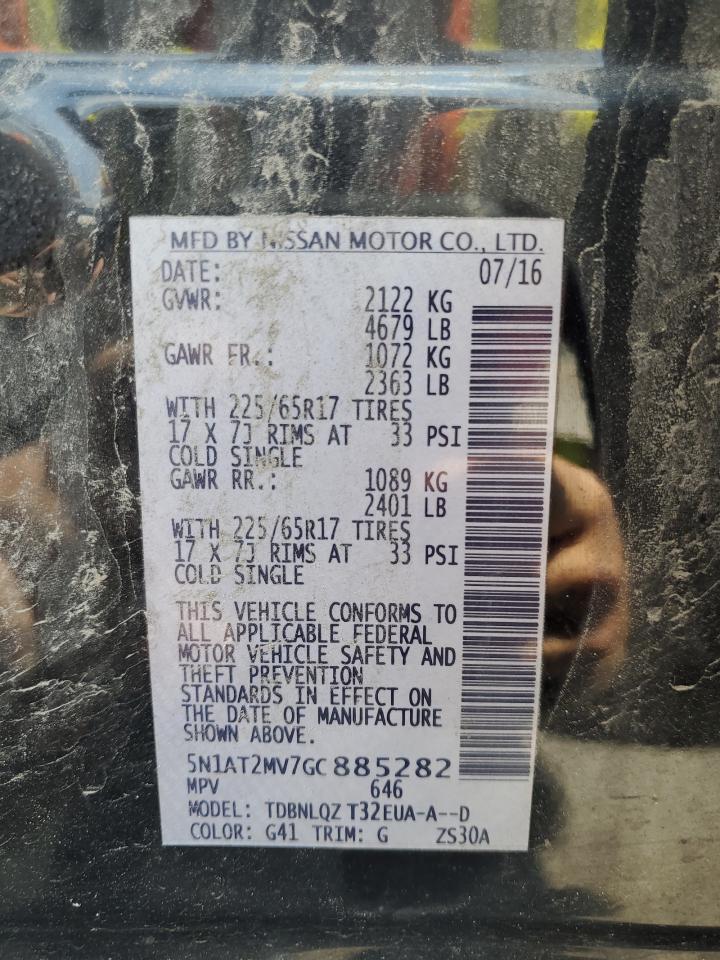 MFD BY NISSAN MOTOR CO., LTD.
DATE: 07/16
GVWR: 2122 KG
4679 LB
GAWR FR.: 1072 KG
2363 LB
WITH 225/65R17 TIRES
17 X 7J RIMS AT 33 PSI
COLD SINGLE
GAWR RR.: 1089 KG
2401 LB
WITH 225/65R17 TIRES
17 X 7J RIMS AT 33 PSI
COLD SINGLE
THIS VEHICLE CONFORMS TO
ALL APPLICABLE FEDERAL
MOTOR VEHICLE SAFETY AND
THEFT PREVENTION
STANDARDS IN EFFECT ON
THE DATE OF MANUFACTURE
SHOWN ABOVE.
5N1AT2MV7GC885282
MPV 646
MODEL: TDBNLQZ T32EUA-A--D
COLOR: G41 TRIM: G ZS30A